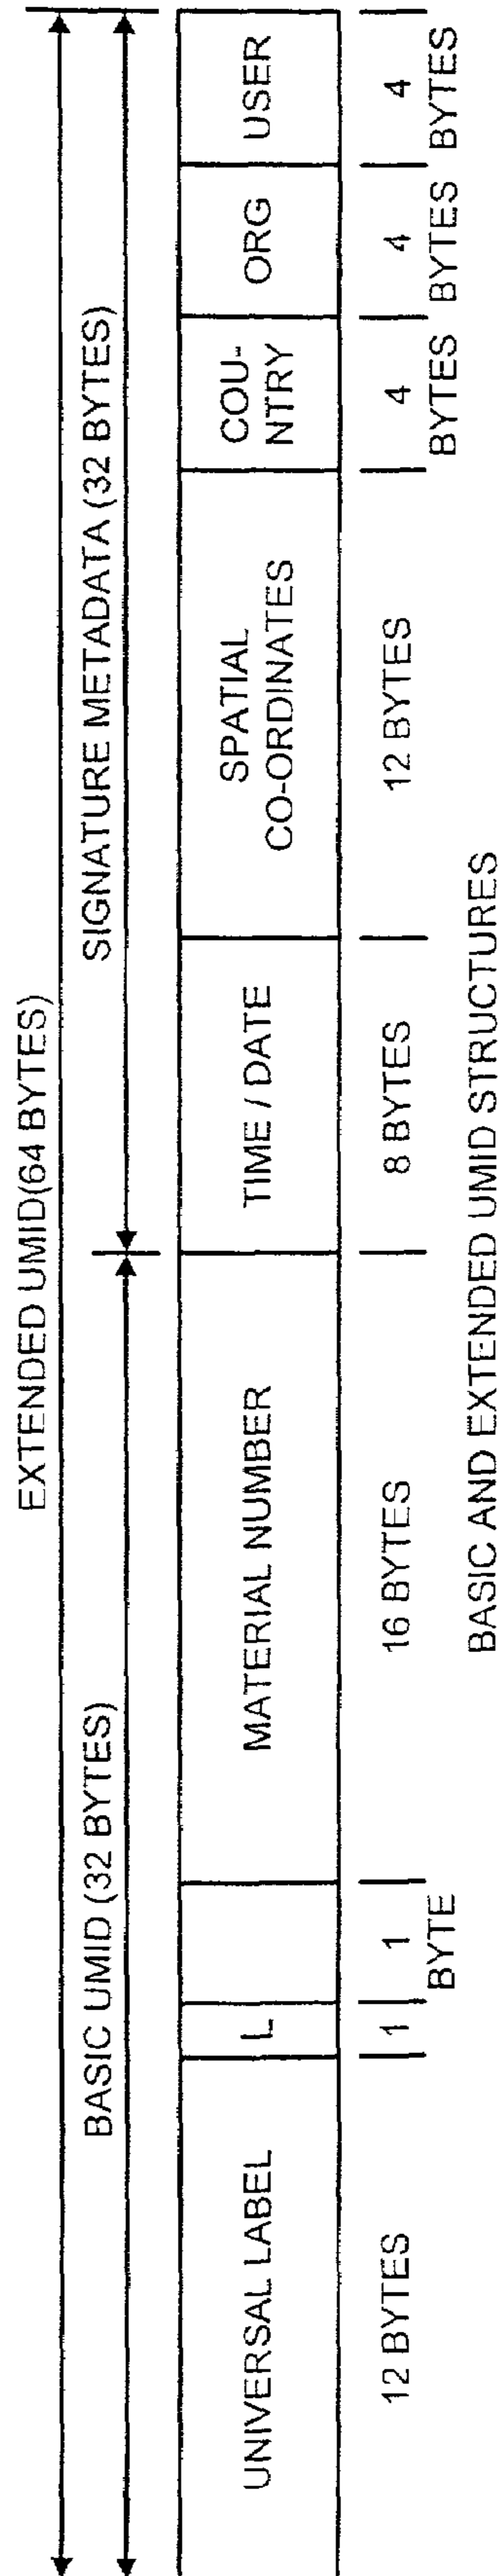 EXTENDED UMID(64 BYTES)
BASIC UMID (32 BYTES)
SIGNATURE METADATA (32 BYTES)
UNIVERSAL LABEL
L
MATERIAL NUMBER
TIME / DATE
SPATIAL
CO-ORDINATES
COU-
NTRY
ORG
USER
12 BYTES
1
1
BYTE
16 BYTES
8 BYTES
12 BYTES
4
BYTES
4
BYTES
4
BYTES
BASIC AND EXTENDED UMID STRUCTURES